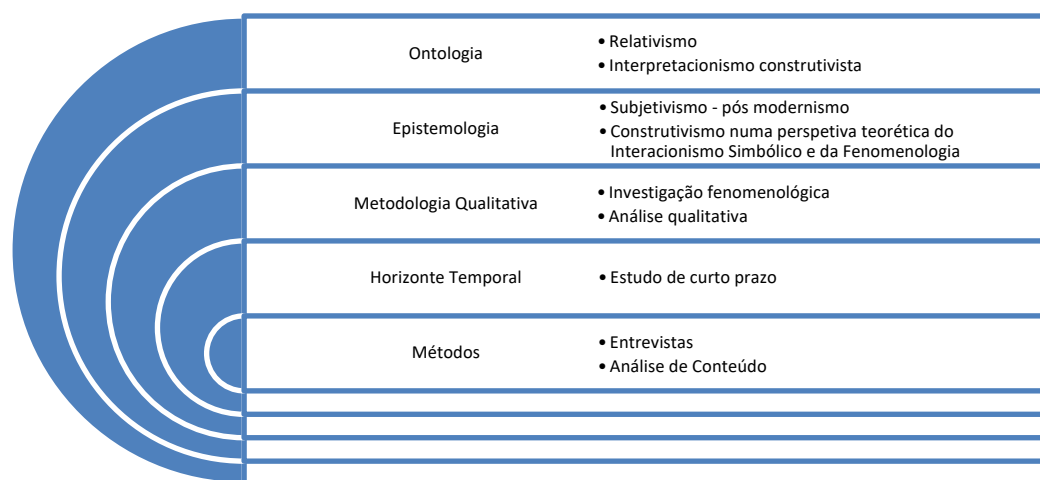 Ontologia
• Relativismo
• Interpretacionismo construtivista
Epistemologia
• Subjetivismo - pós modernismo
• Construtivismo numa perspetiva teorética do
Interacionismo Simbólico e da Fenomenologia
Metodologia Qualitativa
• Investigação fenomenológica
• Análise qualitativa
Horizonte Temporal
• Estudo de curto prazo
Métodos
• Entrevistas
• Análise de Conteúdo